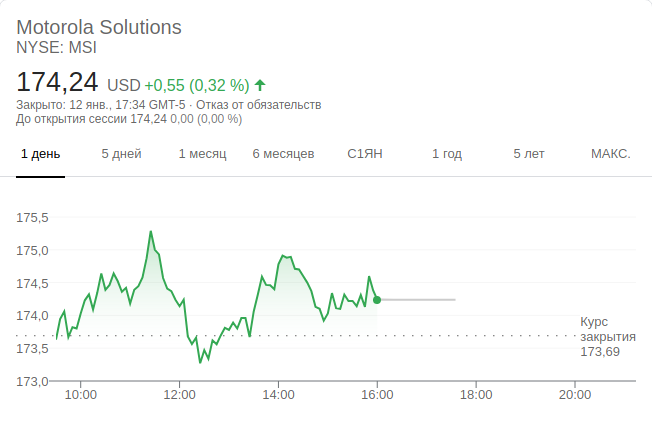 Motorola Solutions
NYSE: MSI
174,24 USD +0,55 (0,32 %)
Закрыто: 12 янв., 17:34 GMT-5 · Отказ от обязательств
До открытия сессии 174,24 0,00 (0,00 %)
1 день 5 дней 1 месяц 6 месяцев С1ЯН 1 год 5 лет МАКС.
175,5
175,0
174,5
174,0
173,5
173,0
Курс
закрытия
173,69
10:00 12:00 14:00 16:00 18:00 20:00